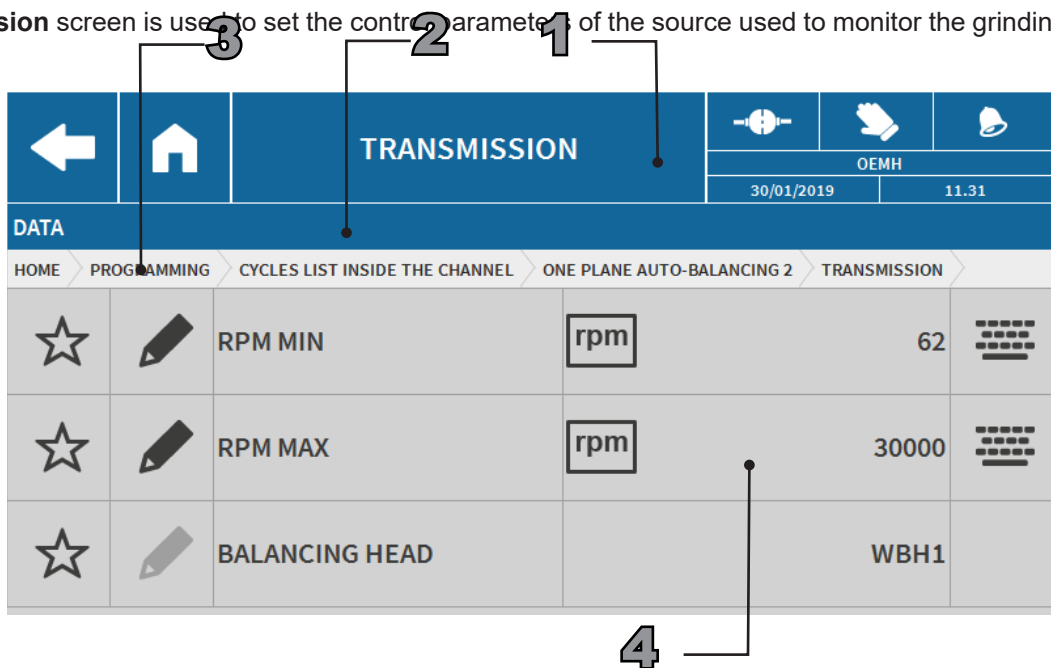 sion screen is used to set the control parameters of the source used to monitor the grindin
3 2 1
TRANSMISSION
OEMH
30/01/2019 11.31
DATA
HOME PROGRAMMING CYCLES LIST INSIDE THE CHANNEL ONE PLANE AUTO-BALANCING 2 TRANSMISSION
RPM MIN rpm 62
RPM MAX rpm 30000
BALANCING HEAD WBH1
4